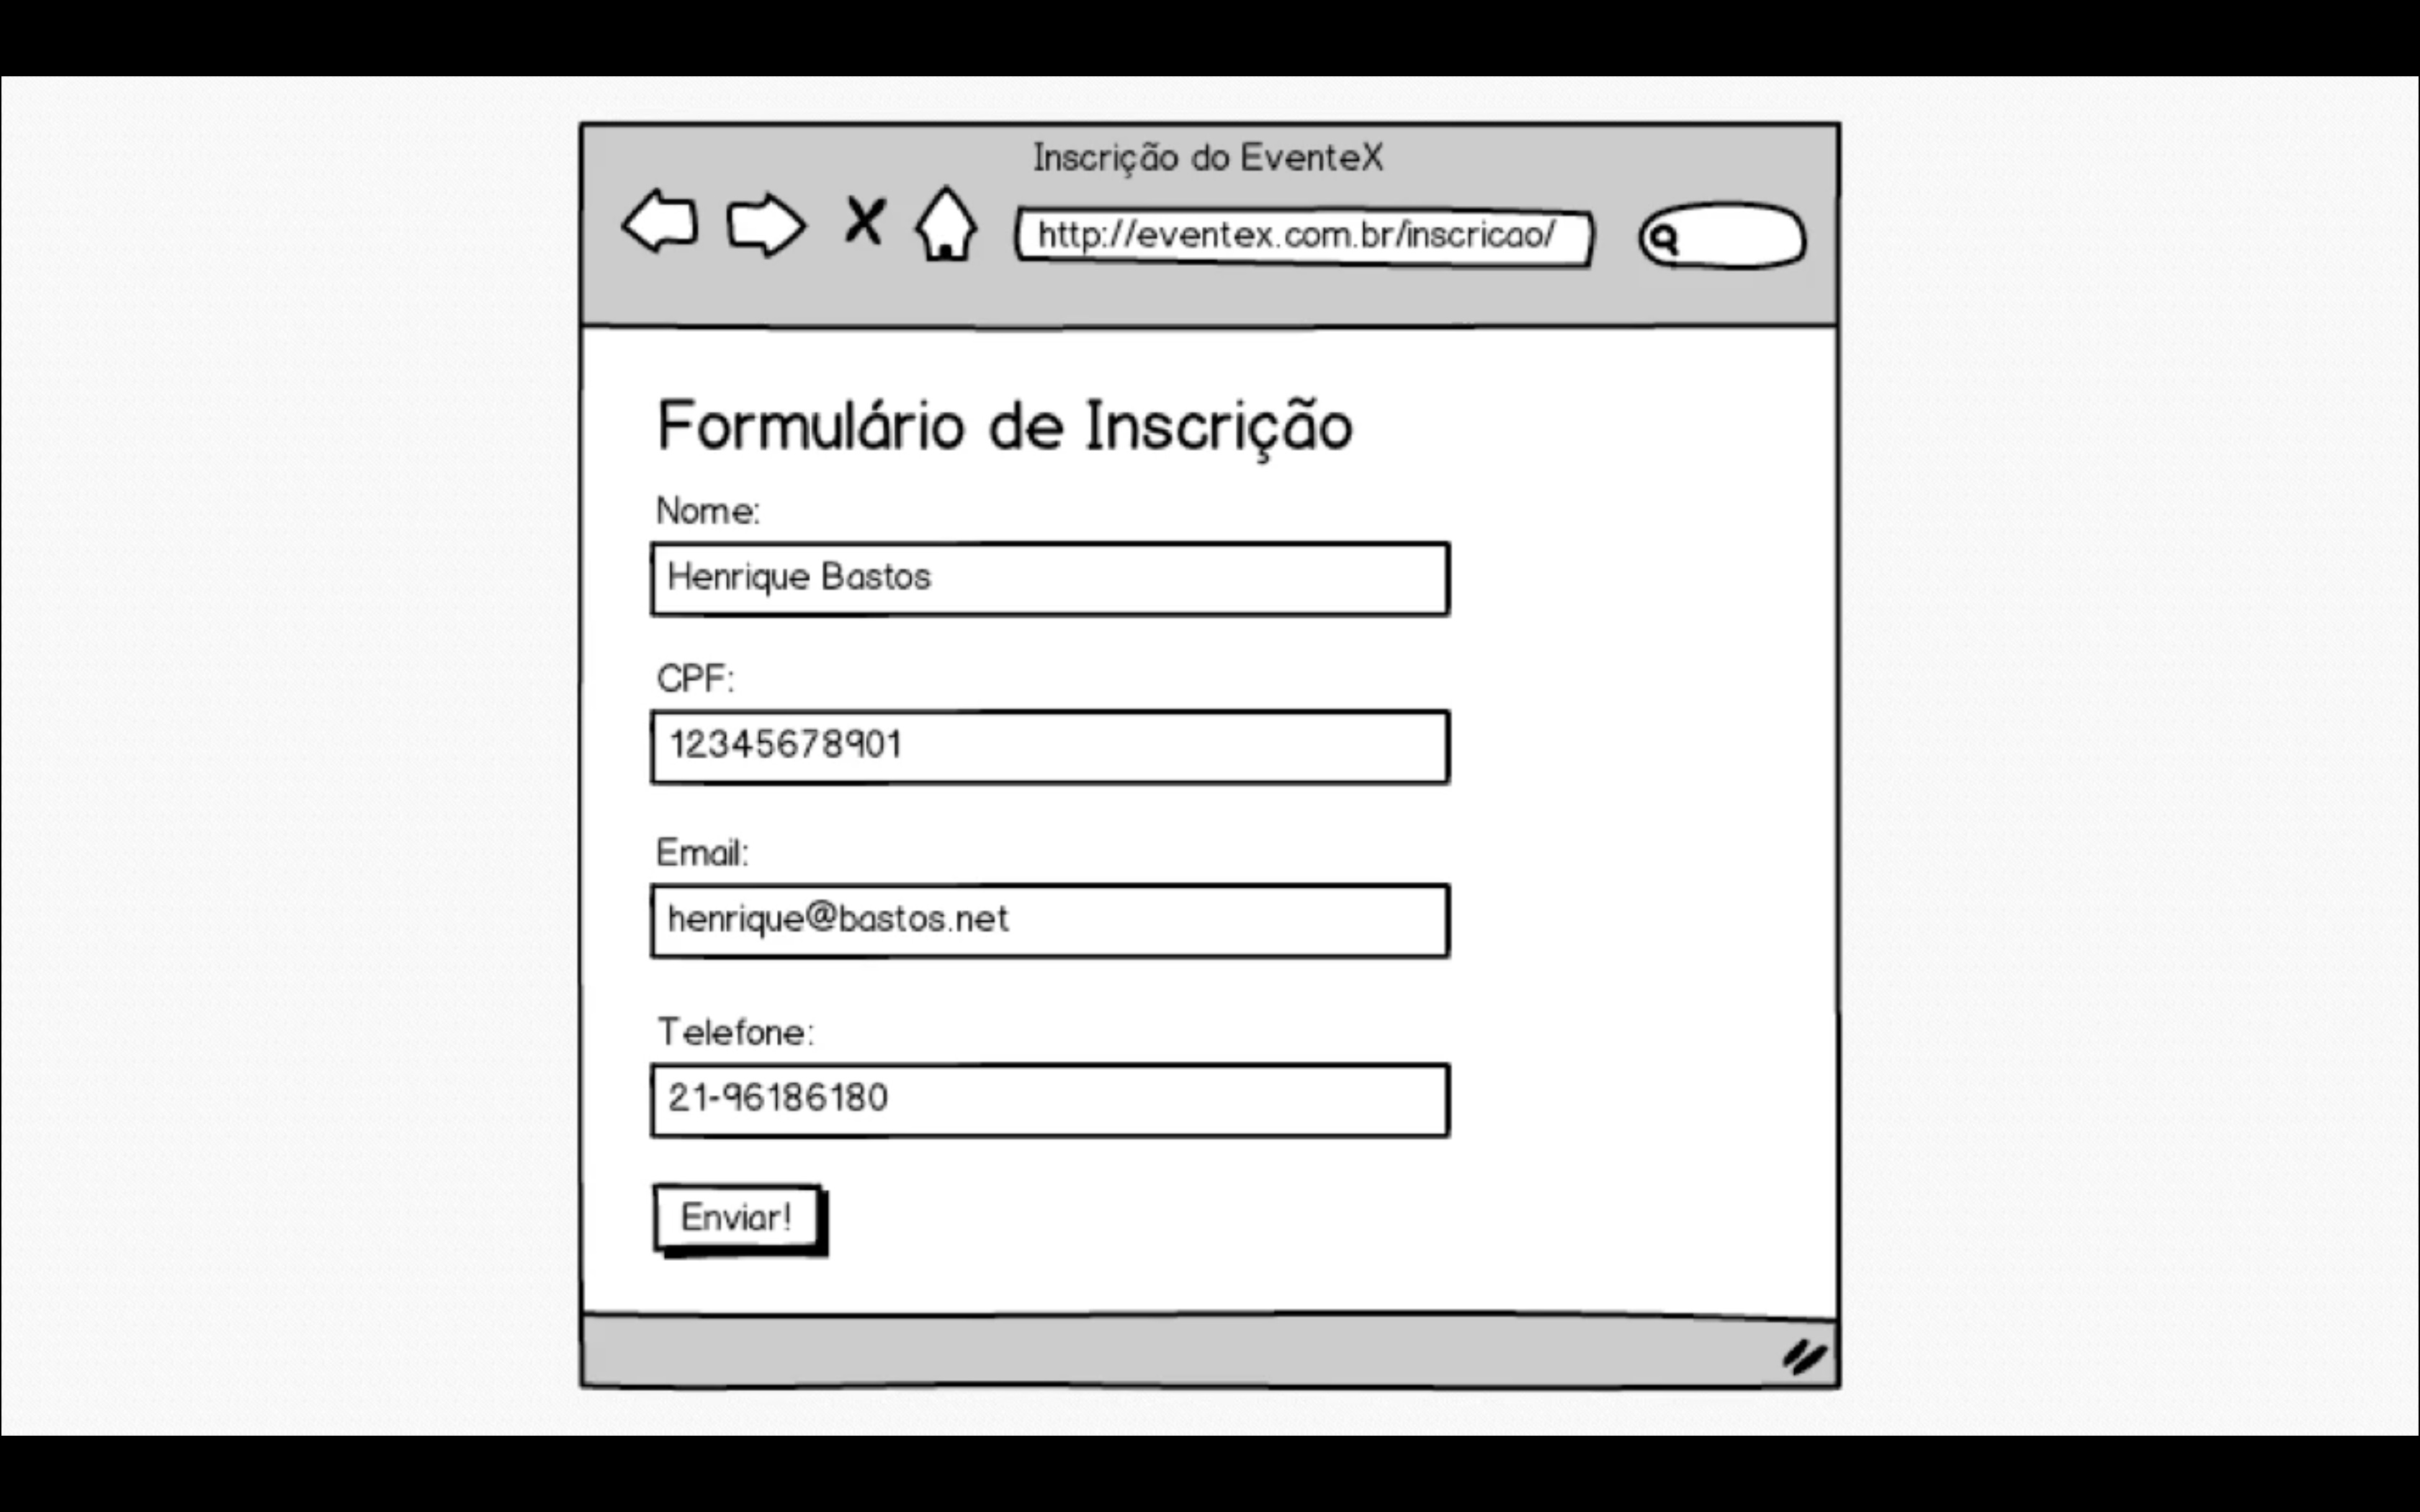 Inscrição do EventeX
http://eventex.com.br/inscricao/
Formulário de Inscrição
Nome:
Henrique Bastos
CPF:
12345678901
Email:
henrique@bastos.net
Telefone:
21-96186180
Enviar!